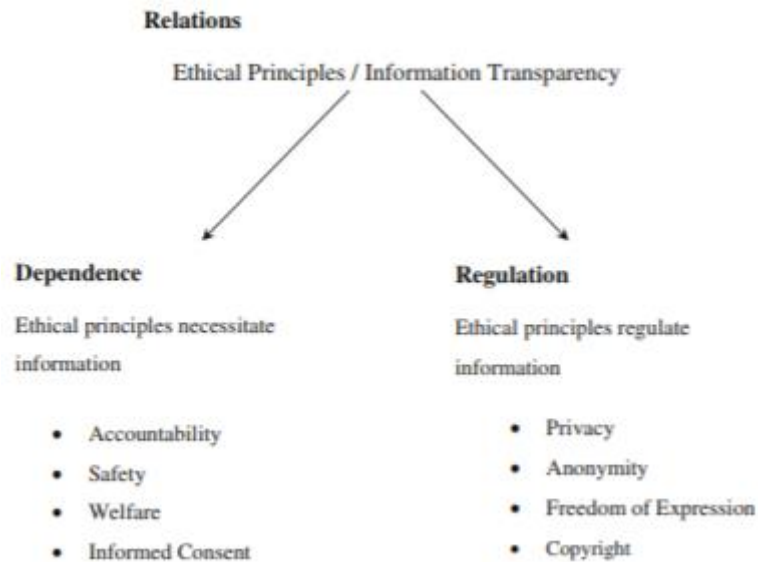 Relations
Ethical Principles / Information Transparency
Dependence
Ethical principles necessitate
information
• Accountability
• Safety
• Welfare
• Informed Consent
Regulation
Ethical principles regulate
information
• Privacy
• Anonymity
• Freedom of Expression
• Copyright